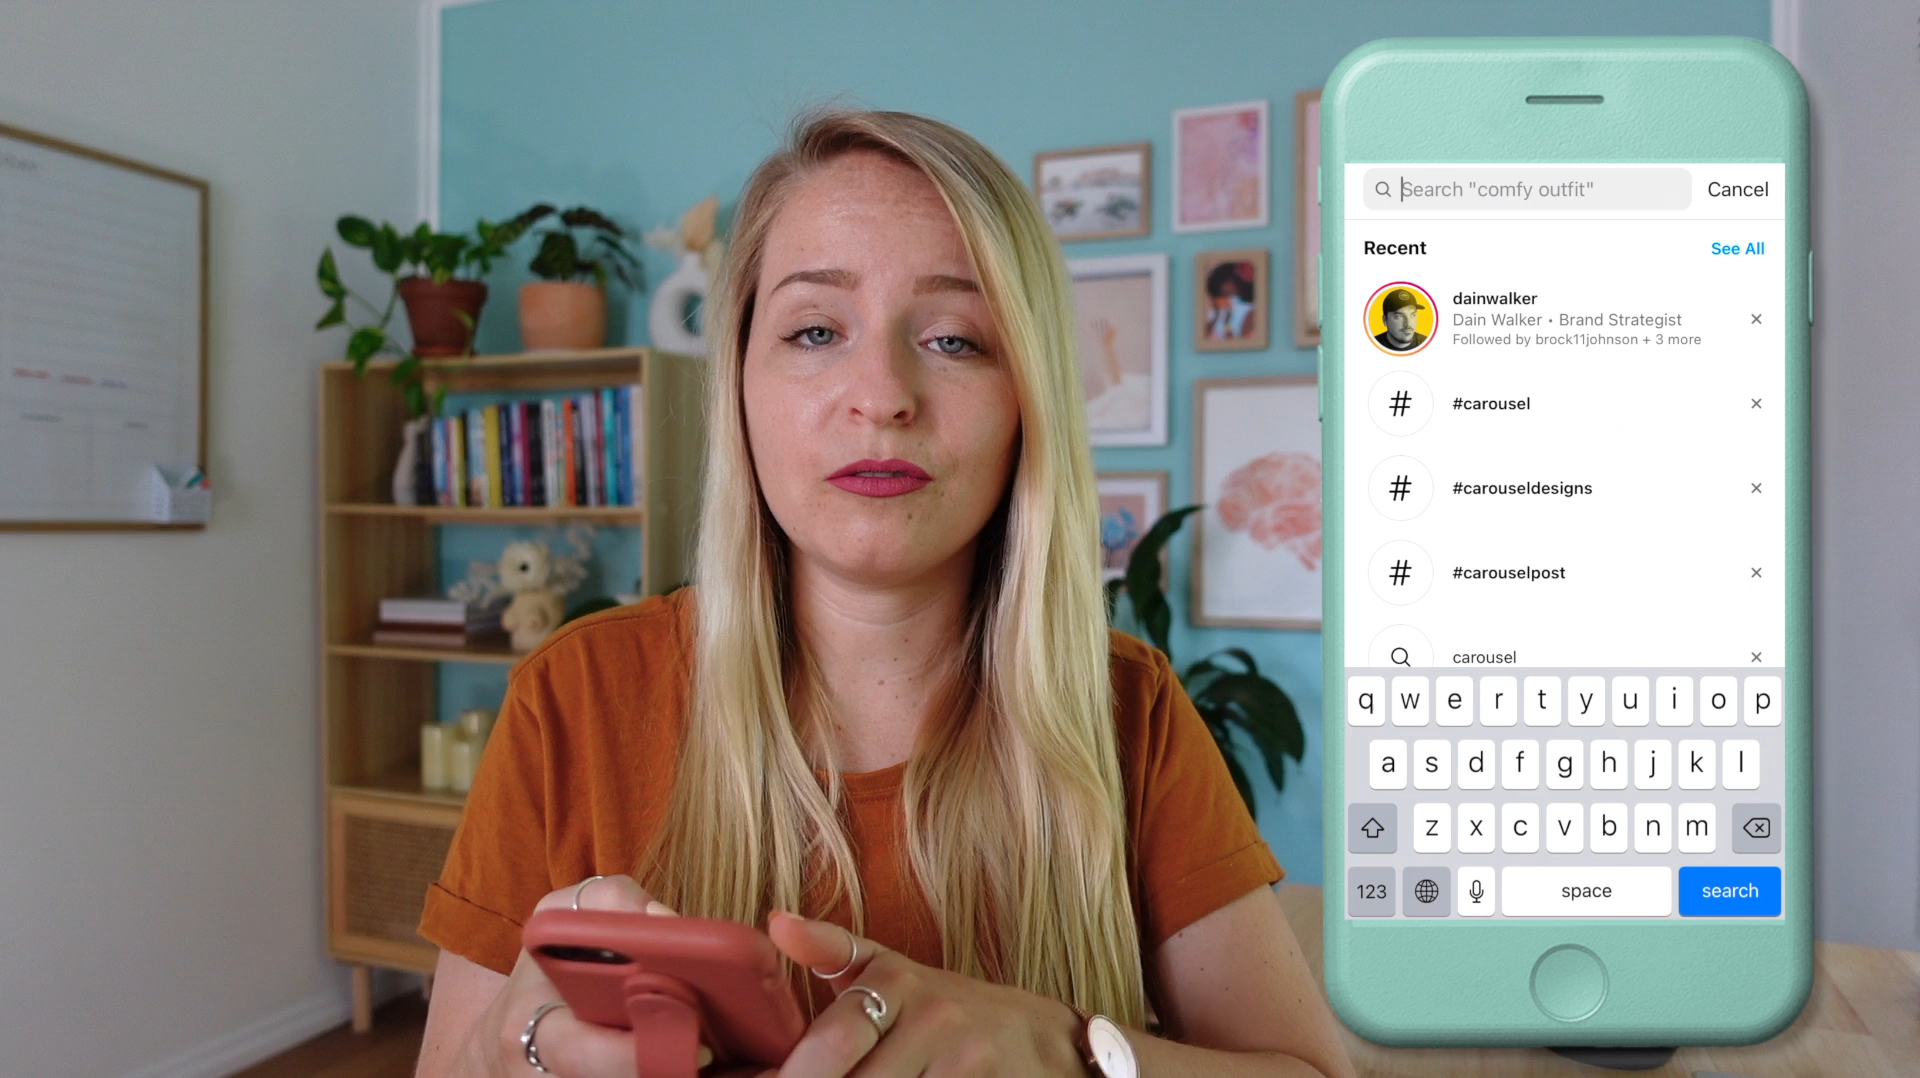 Search "comfy outfit"
Cancel
Recent
See All
dainwalker
Dain Walker • Brand Strategist
Followed by brock11johnson + 3 more
#
#carousel
#
#carouseldesigns
#
#carouselpost
carousel
q w e r t y u i o p
a s d f g h j k l
z x c v b n m
123
space
search